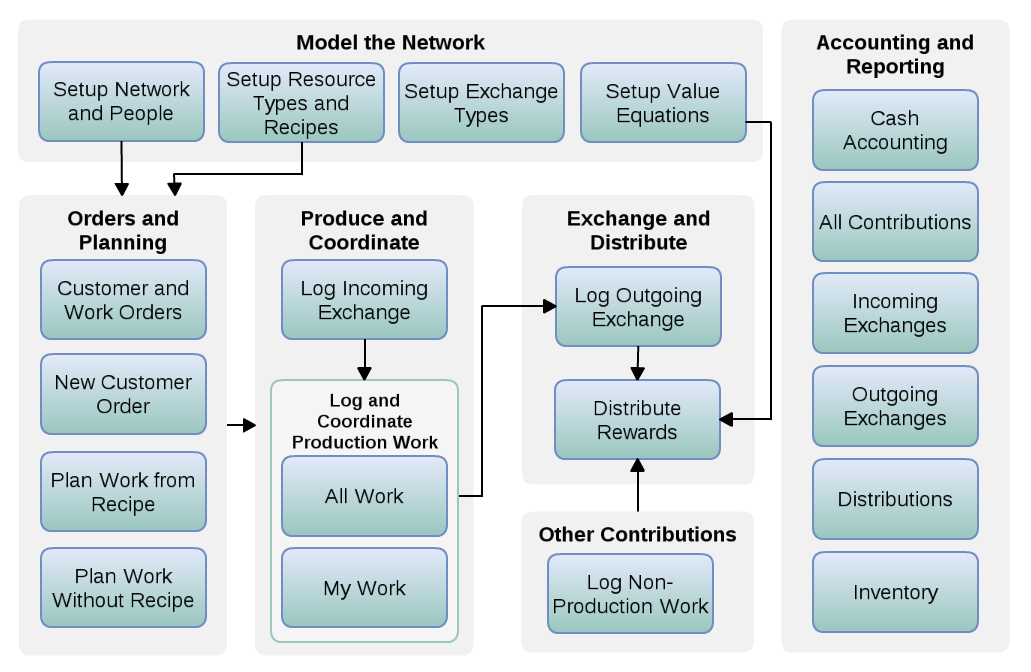 Model the Network
Setup Network
and People
Setup Resource
Types and
Recipes
Setup Exchange
Types
Setup Value
Equations
Orders and
Planning
Customer and
Work Orders
New Customer
Order
Plan Work from
Recipe
Plan Work
Without Recipe
Produce and
Coordinate
Log Incoming
Exchange
Log and
Coordinate
Production Work
All Work
My Work
Exchange and
Distribute
Log Outgoing
Exchange
Distribute
Rewards
Other Contributions
Log Non-
Production Work
Accounting and
Reporting
Cash
Accounting
All Contributions
Incoming
Exchanges
Outgoing
Exchanges
Distributions
Inventory